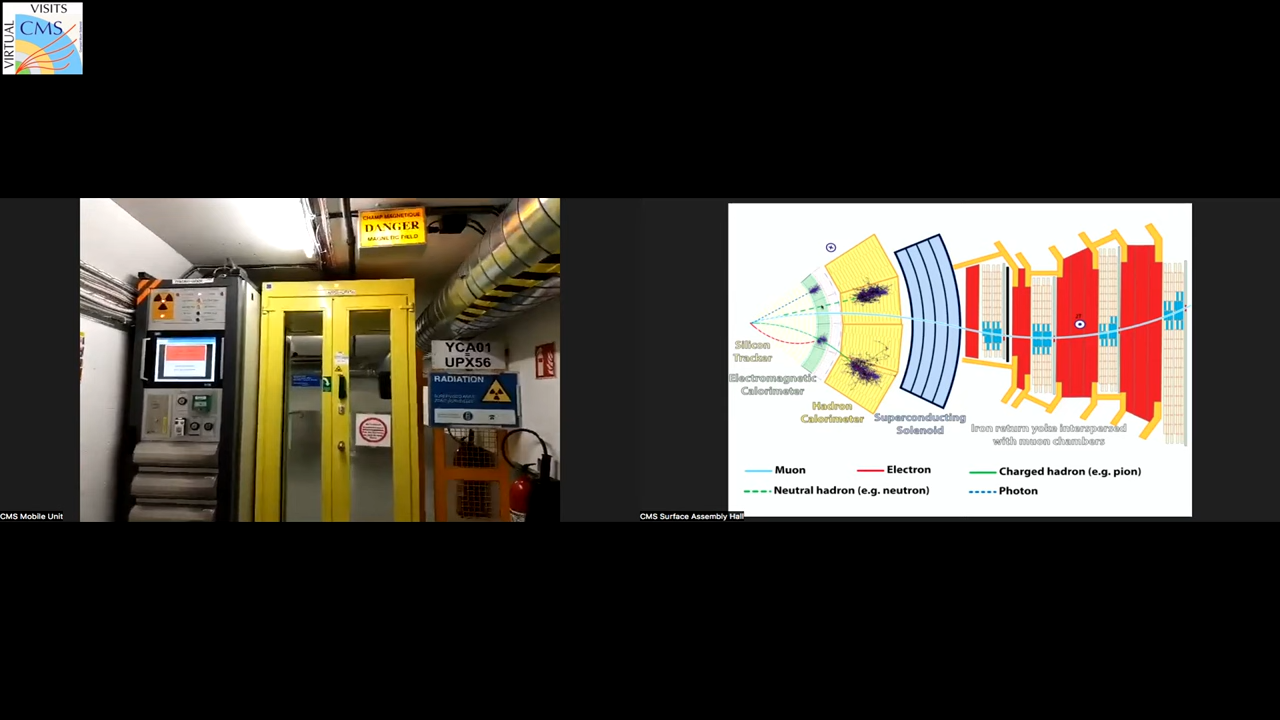 VISITS
CMS
VIRTUAL
CHAMP MAGNETIQUE
DANGER
MAGNETIC FIELD
YCA01
=
UPX56
RADIATION
CMS Mobile Unit
Silicon
Tracker
Electromagnetic
Calorimeter
Hadron
Calorimeter
Superconducting
Solenoid
Iron return yoke interspersed
with muon chambers
Muon
Electron
Charged hadron (e.g. pion)
Neutral hadron (e.g. neutron)
Photon
CMS Surface Assembly Hall